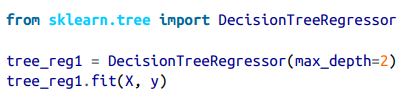 from sklearn.tree import DecisionTreeRegressor
tree_reg1 = DecisionTreeRegressor(max_depth=2)
tree_reg1.fit(X, y)